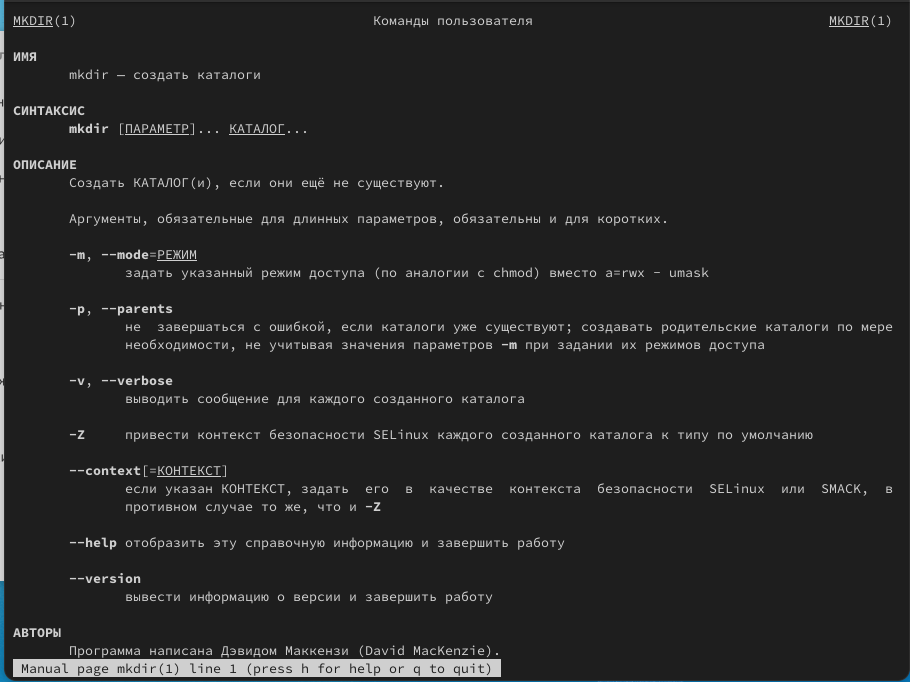 MKDIR(1) Команды пользователя MKDIR(1)
ИМЯ
mkdir — создать каталоги
СИНТАКСИС
mkdir [ПАРАМЕТР]... КАТАЛОГ...
ОПИСАНИЕ
Создать КАТАЛОГ(и), если они ещё не существуют.
Аргументы, обязательные для длинных параметров, обязательны и для коротких.
-m, --mode=РЕЖИМ
задать указанный режим доступа (по аналогии с chmod) вместо a=rwx - umask
-p, --parents
не завершаться с ошибкой, если каталоги уже существуют; создавать родительские каталоги по мере
необходимости, не учитывая значения параметров -m при задании их режимов доступа
-v, --verbose
выводить сообщение для каждого созданного каталога
-Z привести контекст безопасности SELinux каждого созданного каталога к типу по умолчанию
--context[=КОНТЕКСТ]
если указан КОНТЕКСТ, задать его в качестве контекста безопасности SELinux или SMACK, в
противном случае то же, что и -Z
--help отобразить эту справочную информацию и завершить работу
--version
вывести информацию о версии и завершить работу
АВТОРЫ
Программа написана Дэвидом Маккензи (David MacKenzie).
Manual page mkdir(1) line 1 (press h for help or q to quit)